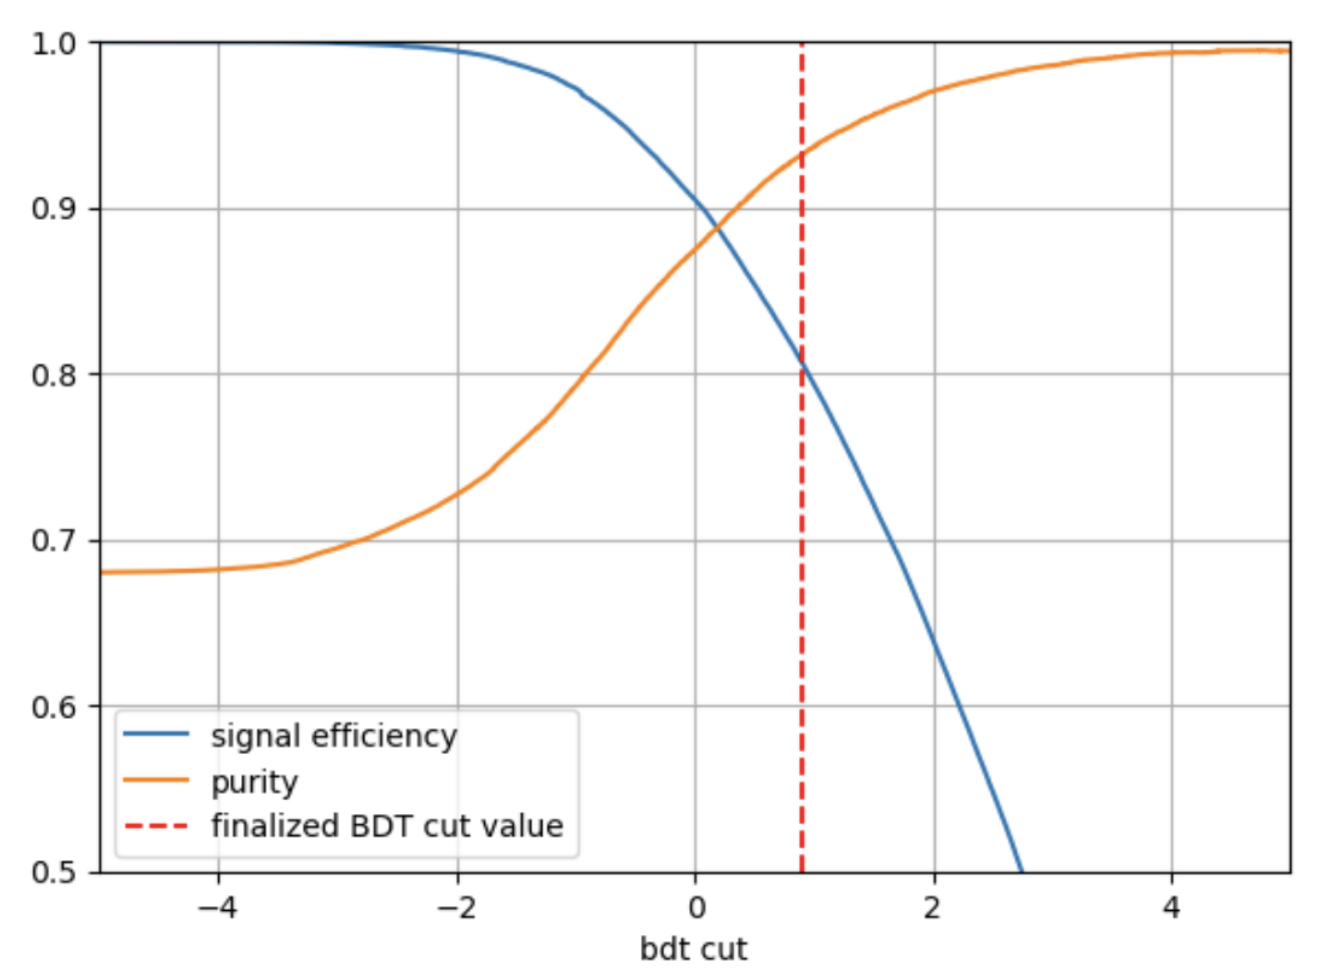 1.0
0.9
0.8
0.7
0.6
0.5
signal efficiency
purity
finalized BDT cut value
−4 −2 0 2 4
bdt cut